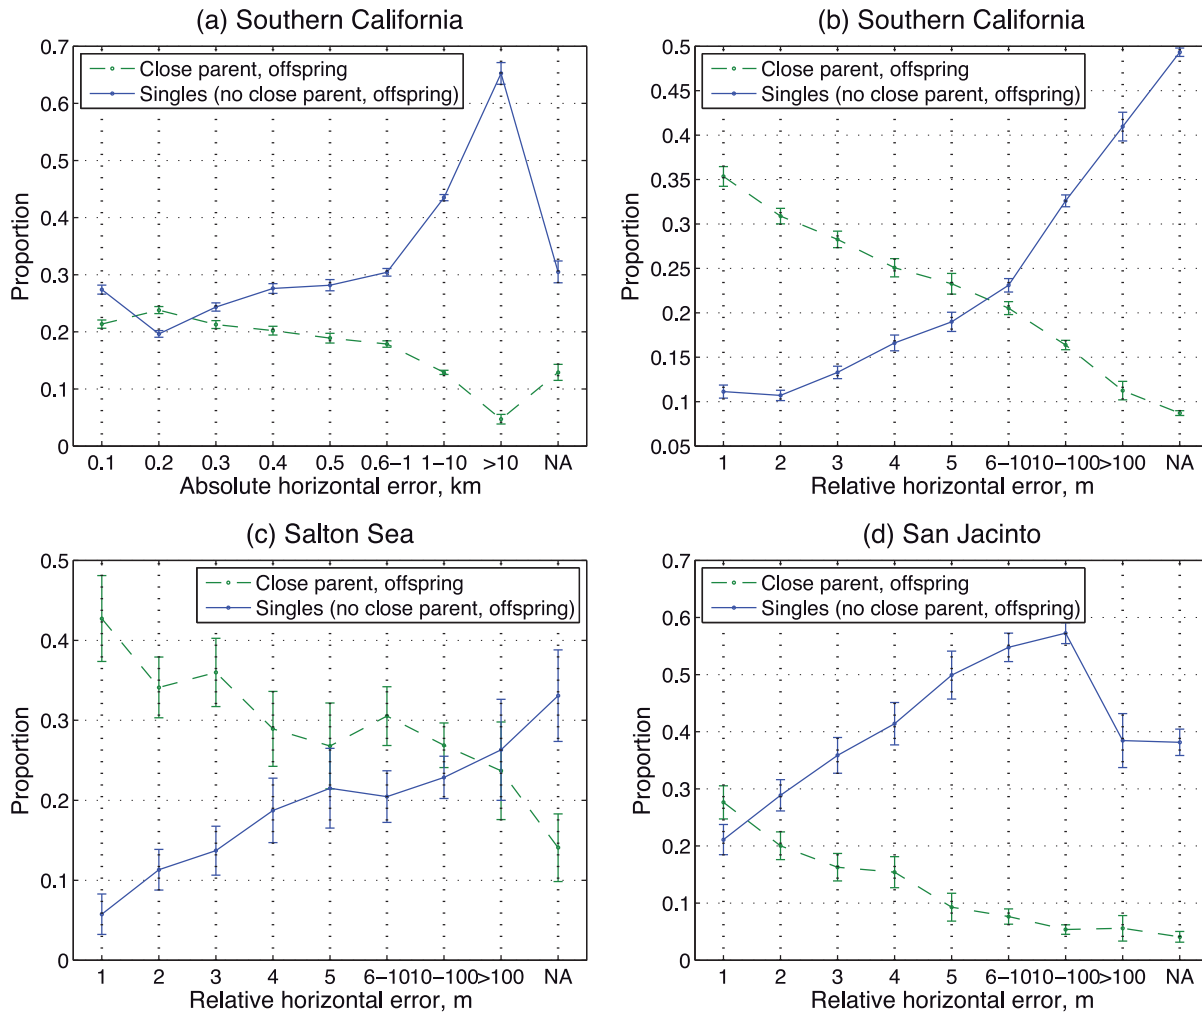 (a) Southern California
0.7
0.6
0.5
0.4
0.3
0.2
0.1
0
Proportion
Close parent, offspring
Singles (no close parent, offspring)
0.1 0.2 0.3 0.4 0.5 0.6−1 1−10 >10 NA
Absolute horizontal error, km
(b) Southern California
0.5
0.45
0.4
0.35
0.3
0.25
0.2
0.15
0.1
0.05
Proportion
Close parent, offspring
Singles (no close parent, offspring)
1 2 3 4 5 6−10 10−100 >100 NA
Relative horizontal error, m
(c) Salton Sea
0.5
0.4
0.3
0.2
0.1
0
Proportion
Close parent, offspring
Singles (no close parent, offspring)
1 2 3 4 5 6−10 10−100 >100 NA
Relative horizontal error, m
(d) San Jacinto
0.7
0.6
0.5
0.4
0.3
0.2
0.1
0
Proportion
Close parent, offspring
Singles (no close parent, offspring)
1 2 3 4 5 6−10 10−100 >100 NA
Relative horizontal error, m